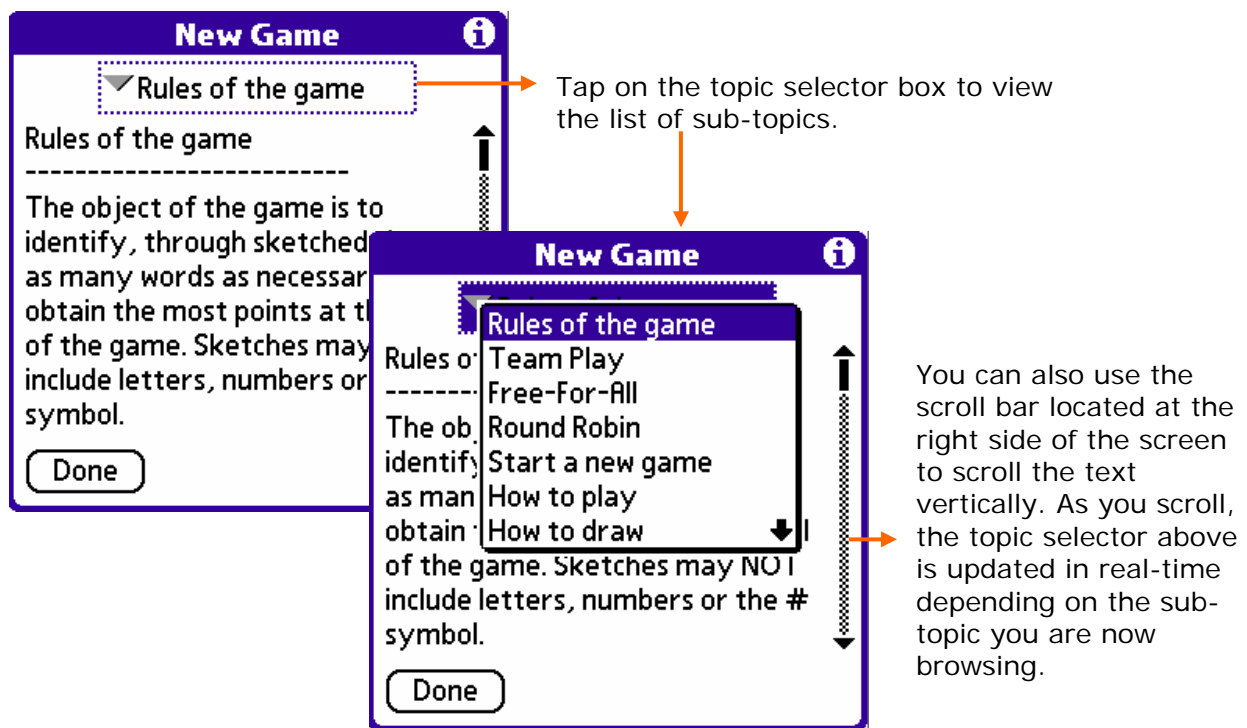 New Game
Rules of the game
Rules of the game
--------------------------
The object of the game is to
identify, through sketched
as many words as necessar
obtain the most points at t
of the game. Sketches may
include letters, numbers or
symbol.
Done
Tap on the topic selector box to view
the list of sub-topics.
New Game
Rules of the game
Team Play
Free-For-All
Round Robin
Start a new game
How to play
How to draw
Rules o
--------
The ob
identify
as man
obtain
of the game. Sketches may NOT
include letters, numbers or the #
symbol.
Done
You can also use the
scroll bar located at the
right side of the screen
to scroll the text
vertically. As you scroll,
the topic selector above
is updated in real-time
depending on the sub-
topic you are now
browsing.